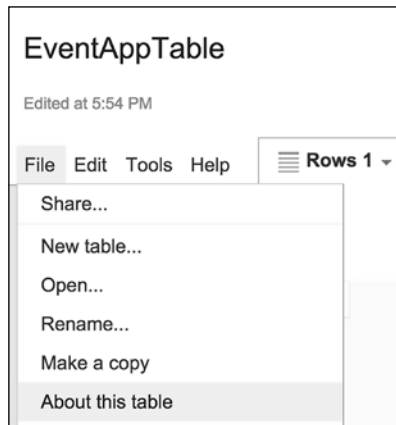 EventAppTable
Edited at 5:54 PM
File Edit Tools Help Rows 1
Share...
New table...
Open...
Rename...
Make a copy
About this table